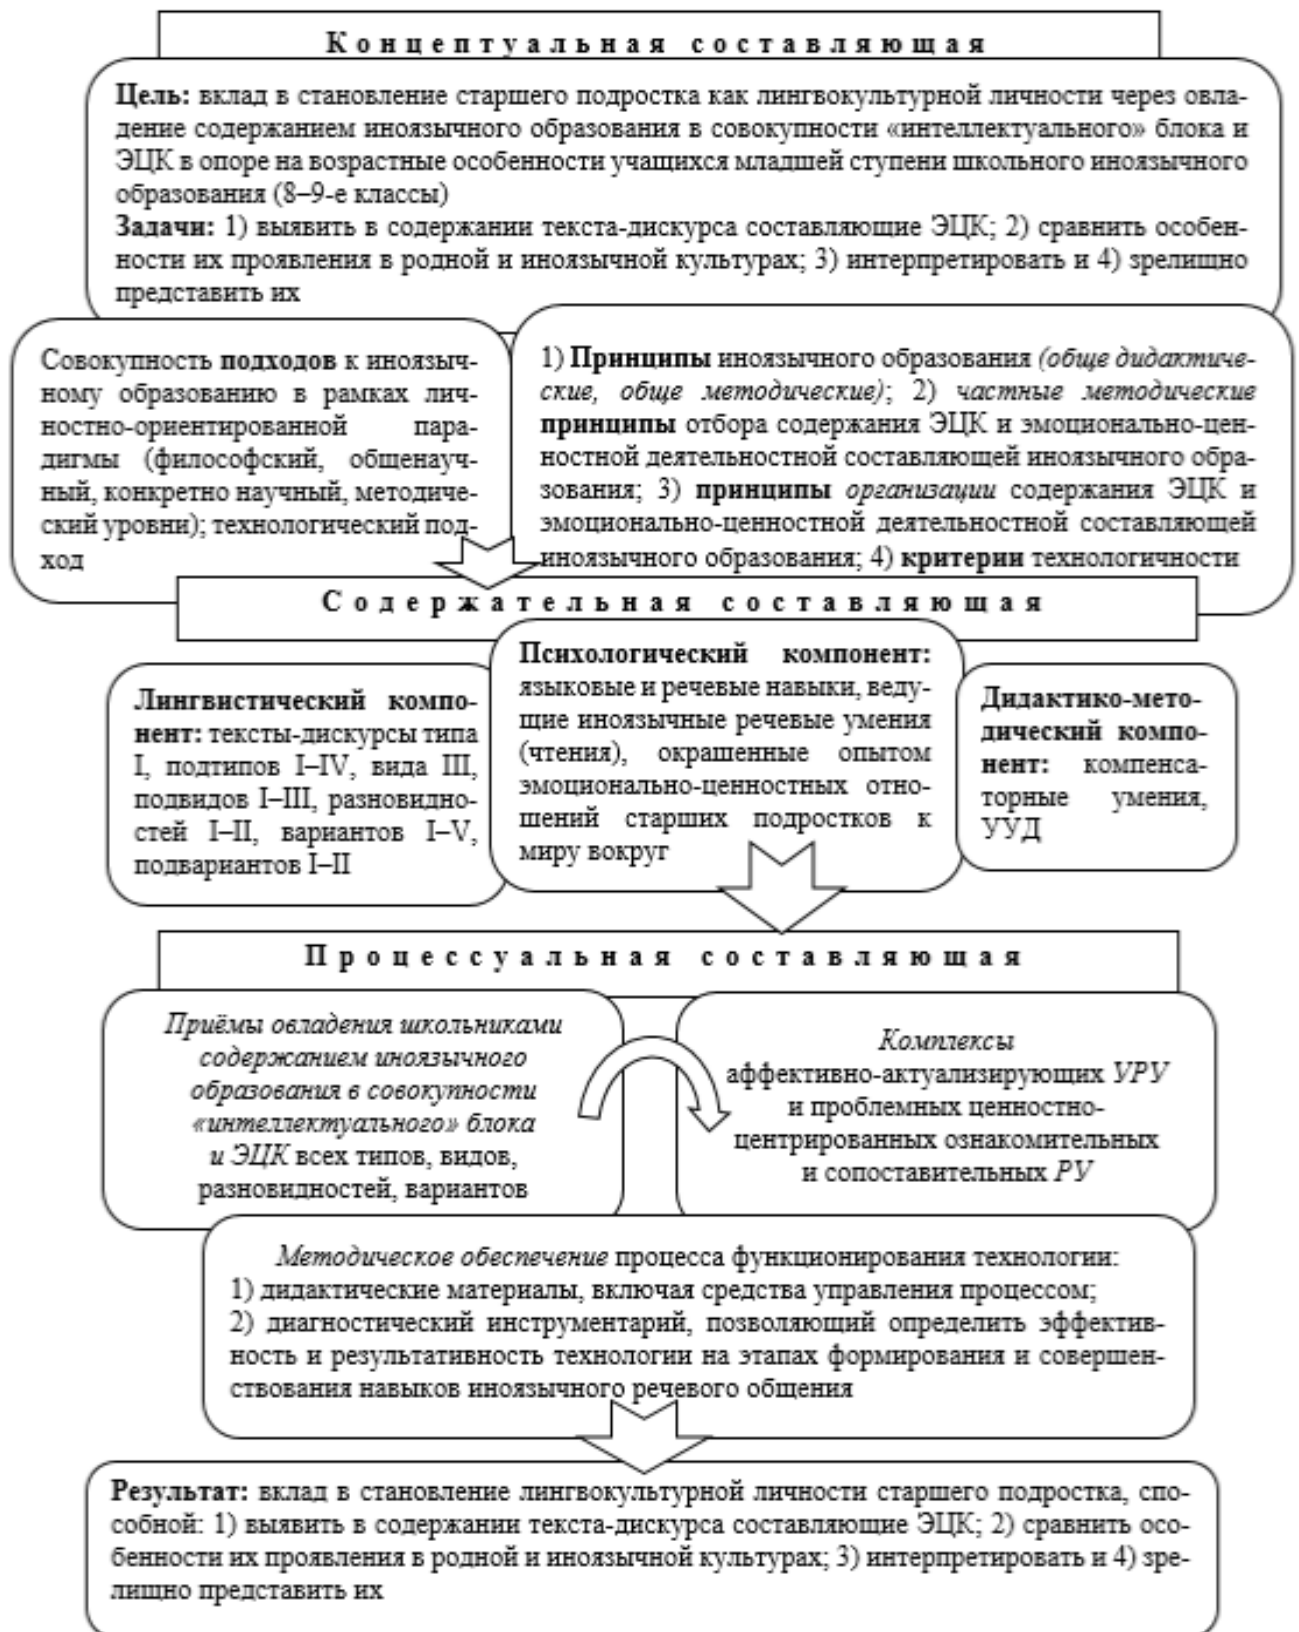 Концептуальная составляющая
Цель: вклад в становление старшего подростка как лингвокультурной личности через овла-
дение содержанием иноязычного образования в совокупности «интеллектуального» блока и
ЭЦК в опоре на возрастные особенности учащихся младшей ступени школьного иноязычного
образования (8–9-е классы)
Задачи: 1) выявить в содержании текста-дискурса составляющие ЭЦК; 2) сравнить особен-
ности их проявления в родной и иноязычной культурах; 3) интерпретировать и 4) зрелищно
представить их
Совокупность подходов к иноязыч-
ному образованию в рамках лич-
ностно-ориентированной пара-
дигмы (философский, общенауч-
ный, конкретно научный, методиче-
ский уровни); технологический под-
ход
1) Принципы иноязычного образования (обще дидактиче-
ские, обще методические); 2) частные методические
принципы отбора содержания ЭЦК и эмоционально-цен-
ностной деятельностной составляющей иноязычного обра-
зования; 3) принципы организации содержания ЭЦК и
эмоционально-ценностной деятельностной составляющей
иноязычного образования; 4) критерии технологичности
Содержательная составляющая
Лингвистический компо-
нент: тексты-дискурсы типа
I, подтипов I–IV, вида III,
подвидов I–III, разновидно-
стей I–II, вариантов I–V,
подвариантов I–II
Психологический компонент:
языковые и речевые навыки, веду-
щие иноязычные речевые умения
(чтения), окрашенные опытом
эмоционально-ценностных отно-
шений старших подростков к
миру вокруг
Дидактико-мето-
дический компо-
нент: компенса-
торные умения,
УУД
Процессуальная составляющая
Приёмы овладения школьниками
содержанием иноязычного
образования в совокупности
«интеллектуального» блока
и ЭЦК всех типов, видов,
разновидностей, вариантов
Комплексы
аффективно-актуализирующих УРУ
и проблемных ценностно-
центрированных ознакомительных
и сопоставительных РУ
Методическое обеспечение процесса функционирования технологии:
1) дидактические материалы, включая средства управления процессом;
2) диагностический инструментарий, позволяющий определить эффектив-
ность и результативность технологии на этапах формирования и совершен-
ствования навыков иноязычного речевого общения
Результат: вклад в становление лингвокультурной личности старшего подростка, спо-
собной: 1) выявить в содержании текста-дискурса составляющие ЭЦК; 2) сравнить осо-
бенности их проявления в родной и иноязычной культурах; 3) интерпретировать и 4) зре-
лищно представить их